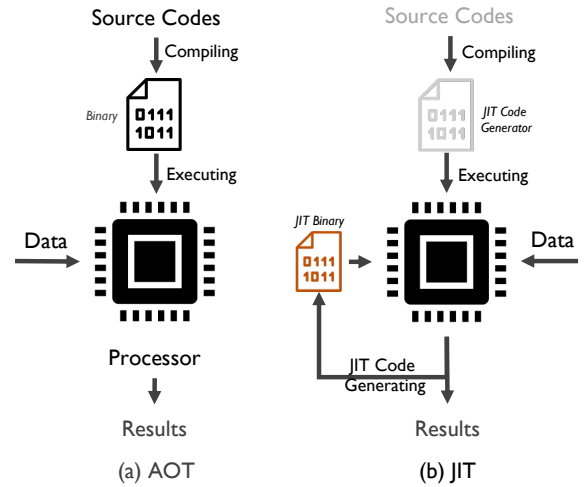 Source Codes
Compiling
Binary
0111
1011
Executing
Data
Processor
Results
(a) AOT
Source Codes
Compiling
JIT Code
Generator
0111
1011
Executing
JIT Binary
0111
1011
Data
JIT Code
Generating
Results
(b) JIT